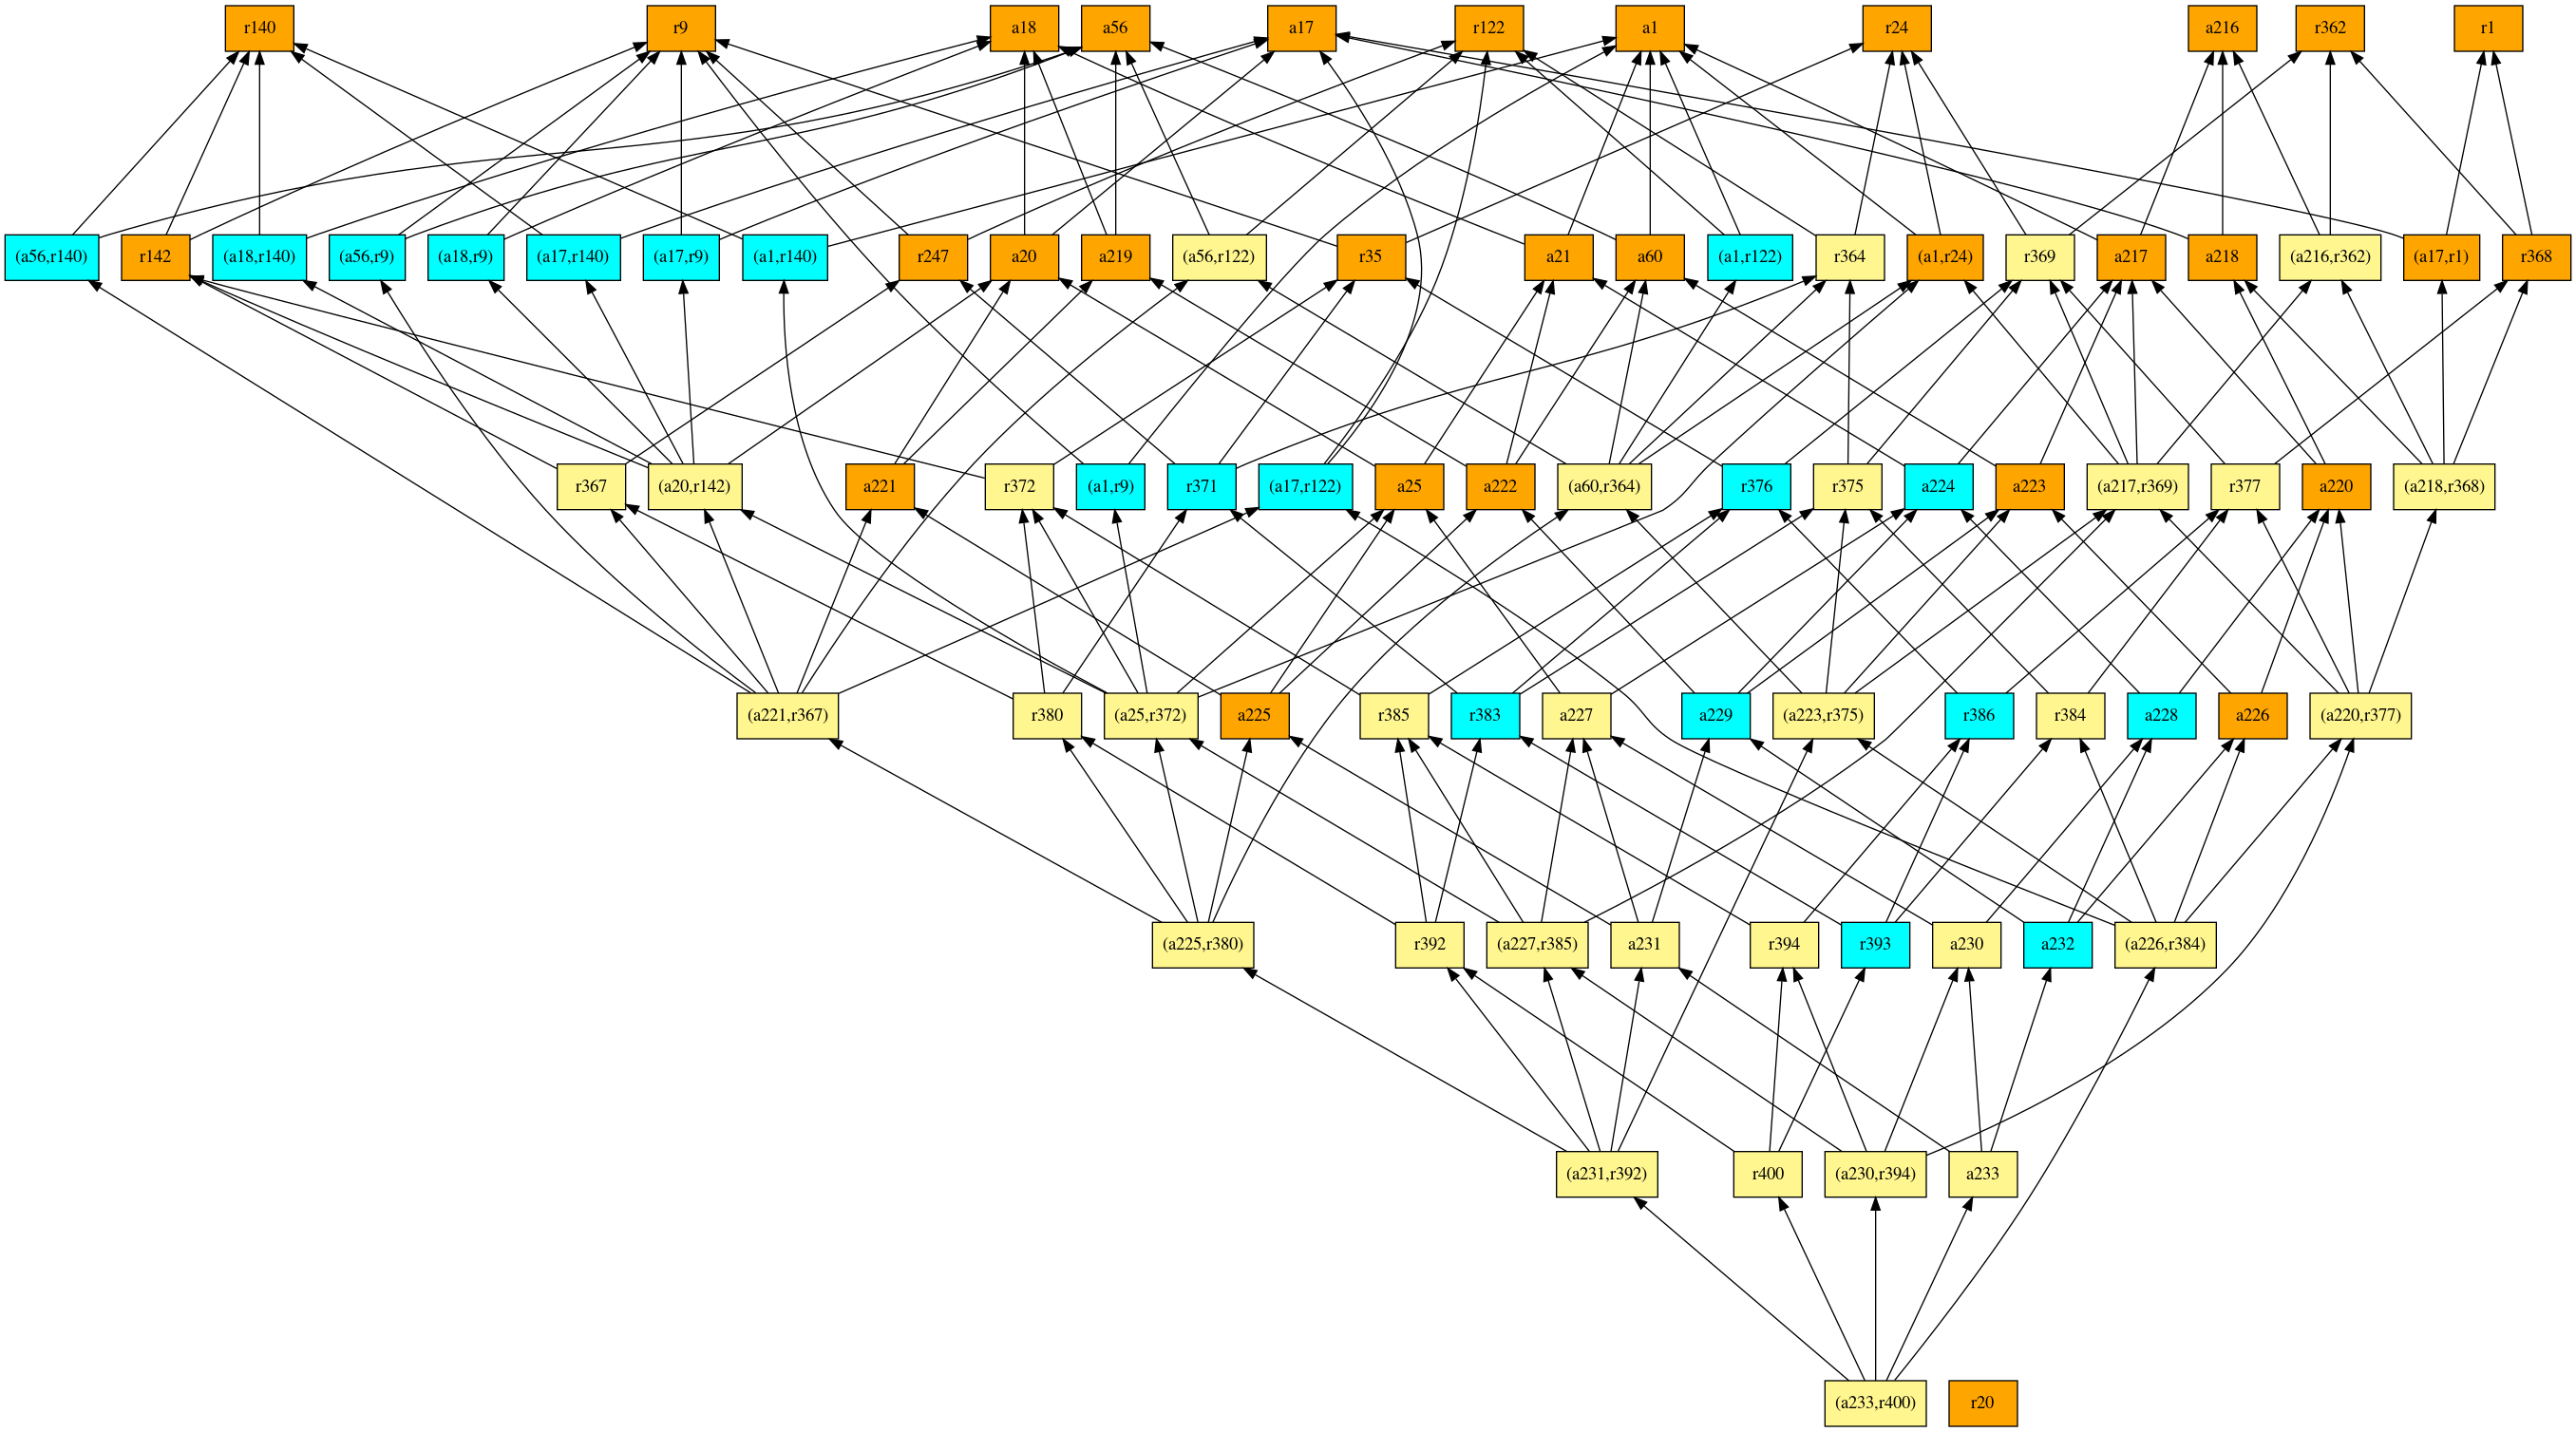 r140
r9
a18
a56
a17
r122
a1
r24
a216
r362
r1
(a56,r140)
r142
(a18,r140)
(a56,r9)
(a18,r9)
(a17,r140)
(a17,r9)
(a1,r140)
r247
a20
a219
(a56,r122)
r35
a21
a60
(a1,r122)
r364
(a1,r24)
r369
a217
a218
(a216,r362)
(a17,r1)
r368
r367
(a20,r142)
a221
r372
(a1,r9)
r371
(a17,r122)
a25
a222
(a60,r364)
r376
r375
a224
a223
(a217,r369)
r377
a220
(a218,r368)
(a221,r367)
r380
(a25,r372)
a225
r385
r383
a227
a229
(a223,r375)
r386
r384
a228
a226
(a220,r377)
(a225,r380)
r392
(a227,r385)
a231
r394
r393
a230
a232
(a226,r384)
(a231,r392)
r400
(a230,r394)
a233
(a233,r400)
r20